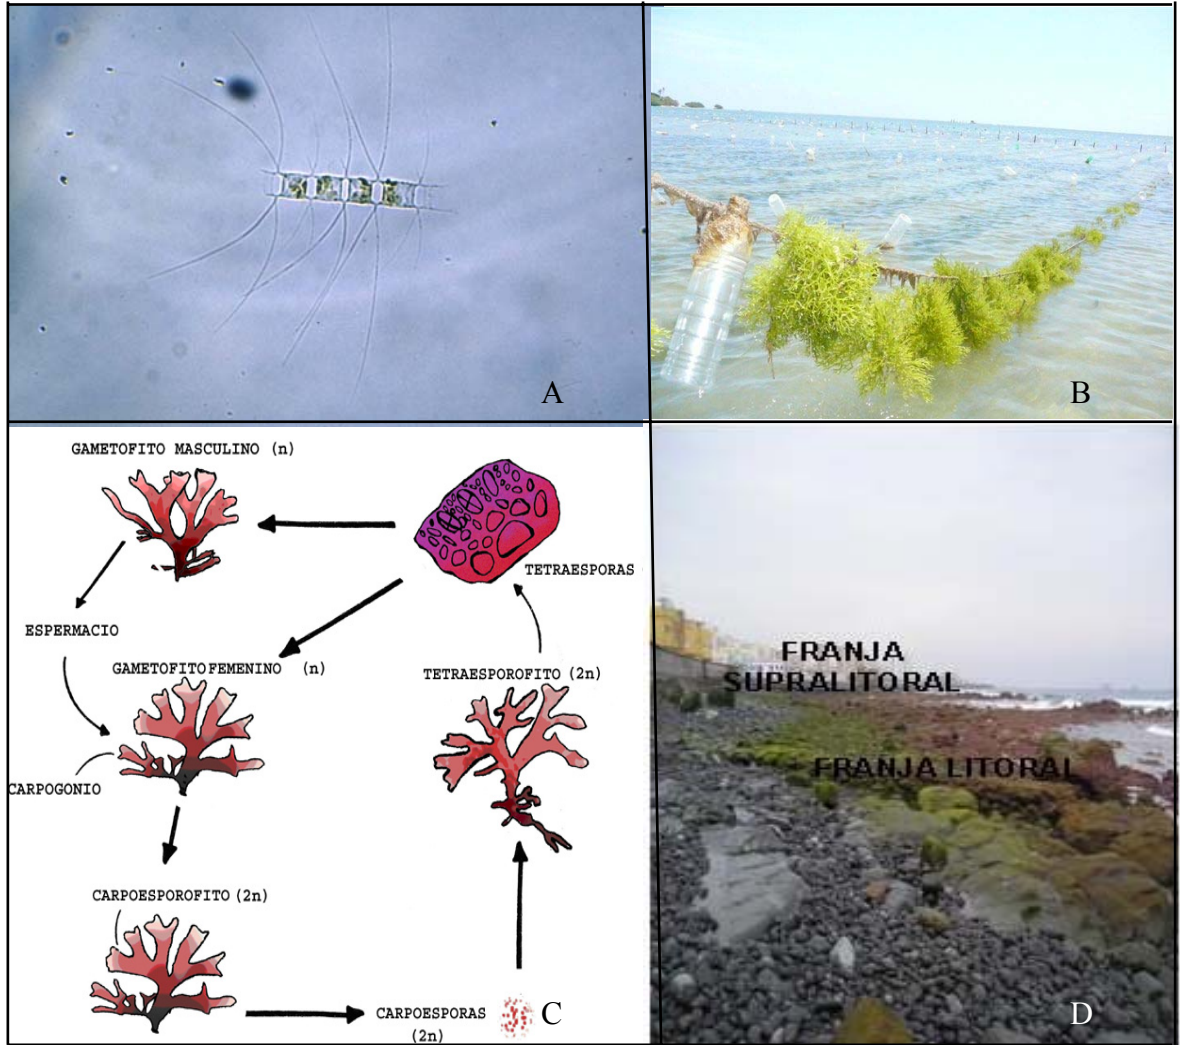 A
B
GAMETOFITO MASCULINO (n)
TETRAESPORAS
ESPERMACIO
GAMETOFITO FEMENINO (n)
TETRAESPOROFITO (2n)
CARPOGONIO
CARPOESPOROFITO (2n)
CARPOESPORAS
(2n)
C
FRANJA
SUPRALITORAL
FRANJA LITORAL
D